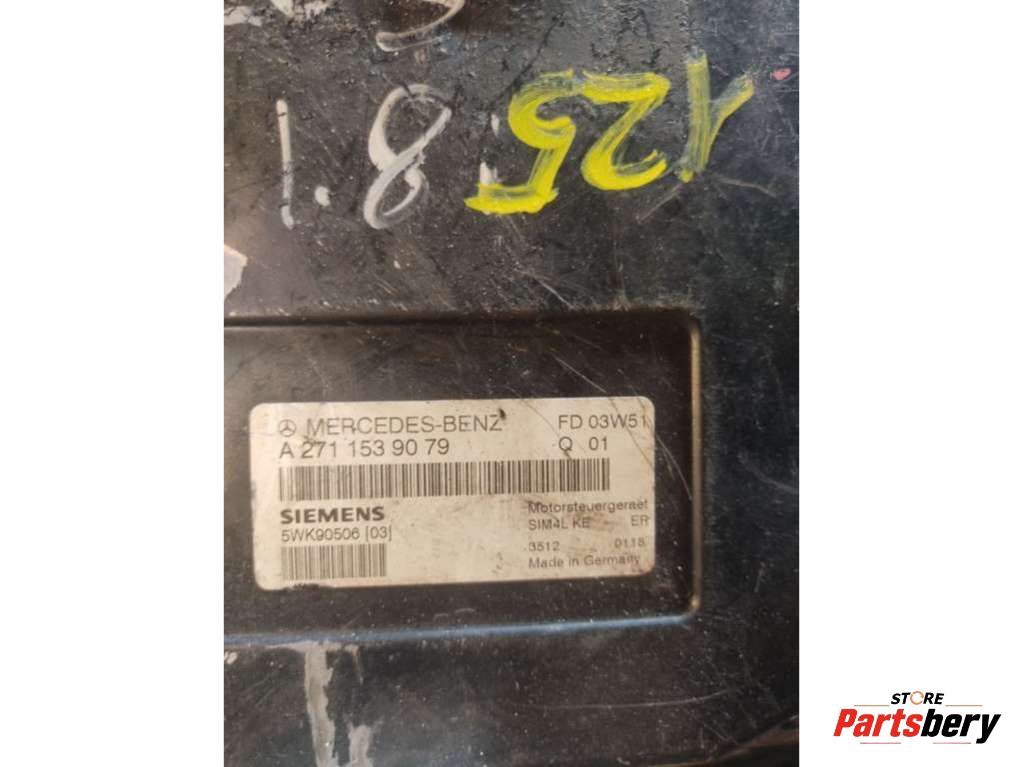 1.8
125
MERCEDES-BENZ FD 03W51
A 271 153 90 79 Q 01
SIEMENS Motorsteuergeraet
5WK90506 [03] SIM4L KE ER
3512 0118
Made in Germany
STORE
Partsbery